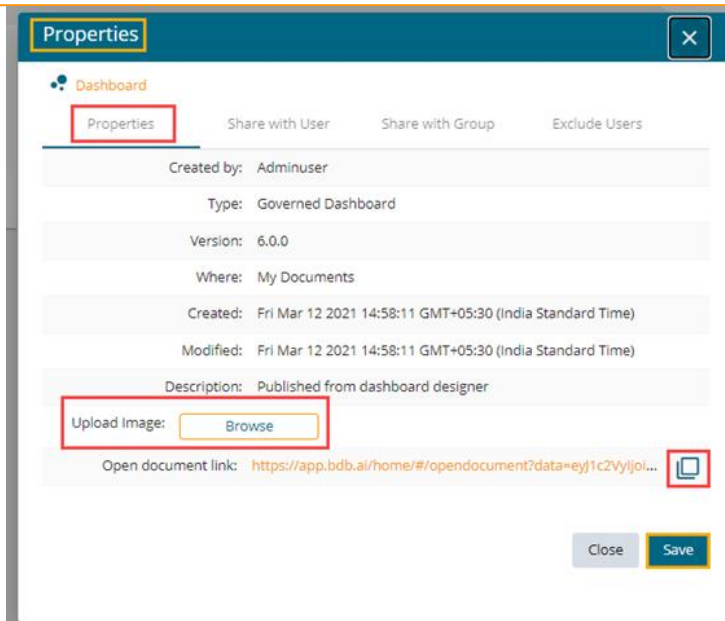 Properties
Dashboard
Properties Share with User Share with Group Exclude Users
Created by: Adminuser
Type: Governed Dashboard
Version: 6.0.0
Where: My Documents
Created: Fri Mar 12 2021 14:58:11 GMT+05:30 (India Standard Time)
Modified: Fri Mar 12 2021 14:58:11 GMT+05:30 (India Standard Time)
Description: Published from dashboard designer
Upload Image: Browse
Open document link: https://app.bdb.ai/home/#/opendocument?data=eyJ1c2VyIjoi...
Close Save